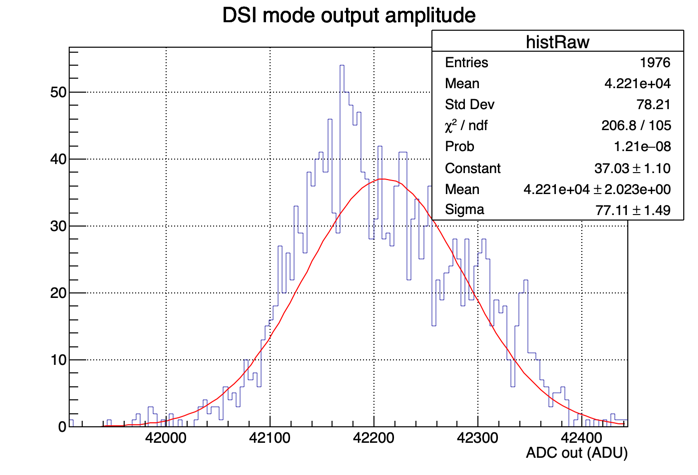 DSI mode output amplitude
histRaw
Entries 1976
Mean 4.221e+04
Std Dev 78.21
χ² / ndf 206.8 / 105
Prob 1.21e−08
Constant 37.03 ± 1.10
Mean 4.221e+04 ± 2.023e+00
Sigma 77.11 ± 1.49
50
40
30
20
10
0
42000 42100 42200 42300 42400
ADC out (ADU)